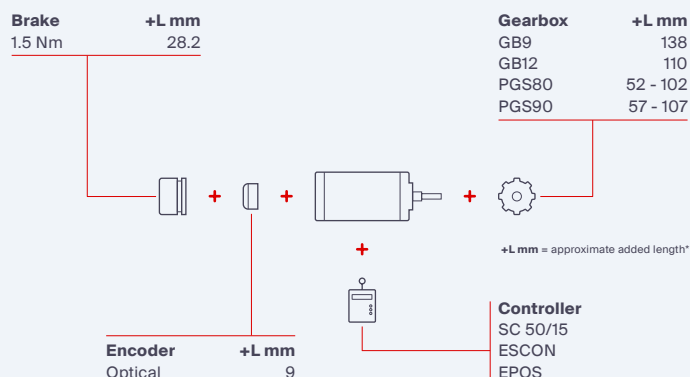 Brake +L mm
1.5 Nm 28.2
Gearbox +L mm
GB9 138
GB12 110
PGS80 52 - 102
PGS90 57 - 107
+L mm = approximate added length*
Controller
SC 50/15
ESCON
EPOS
Encoder +L mm
Optical 9